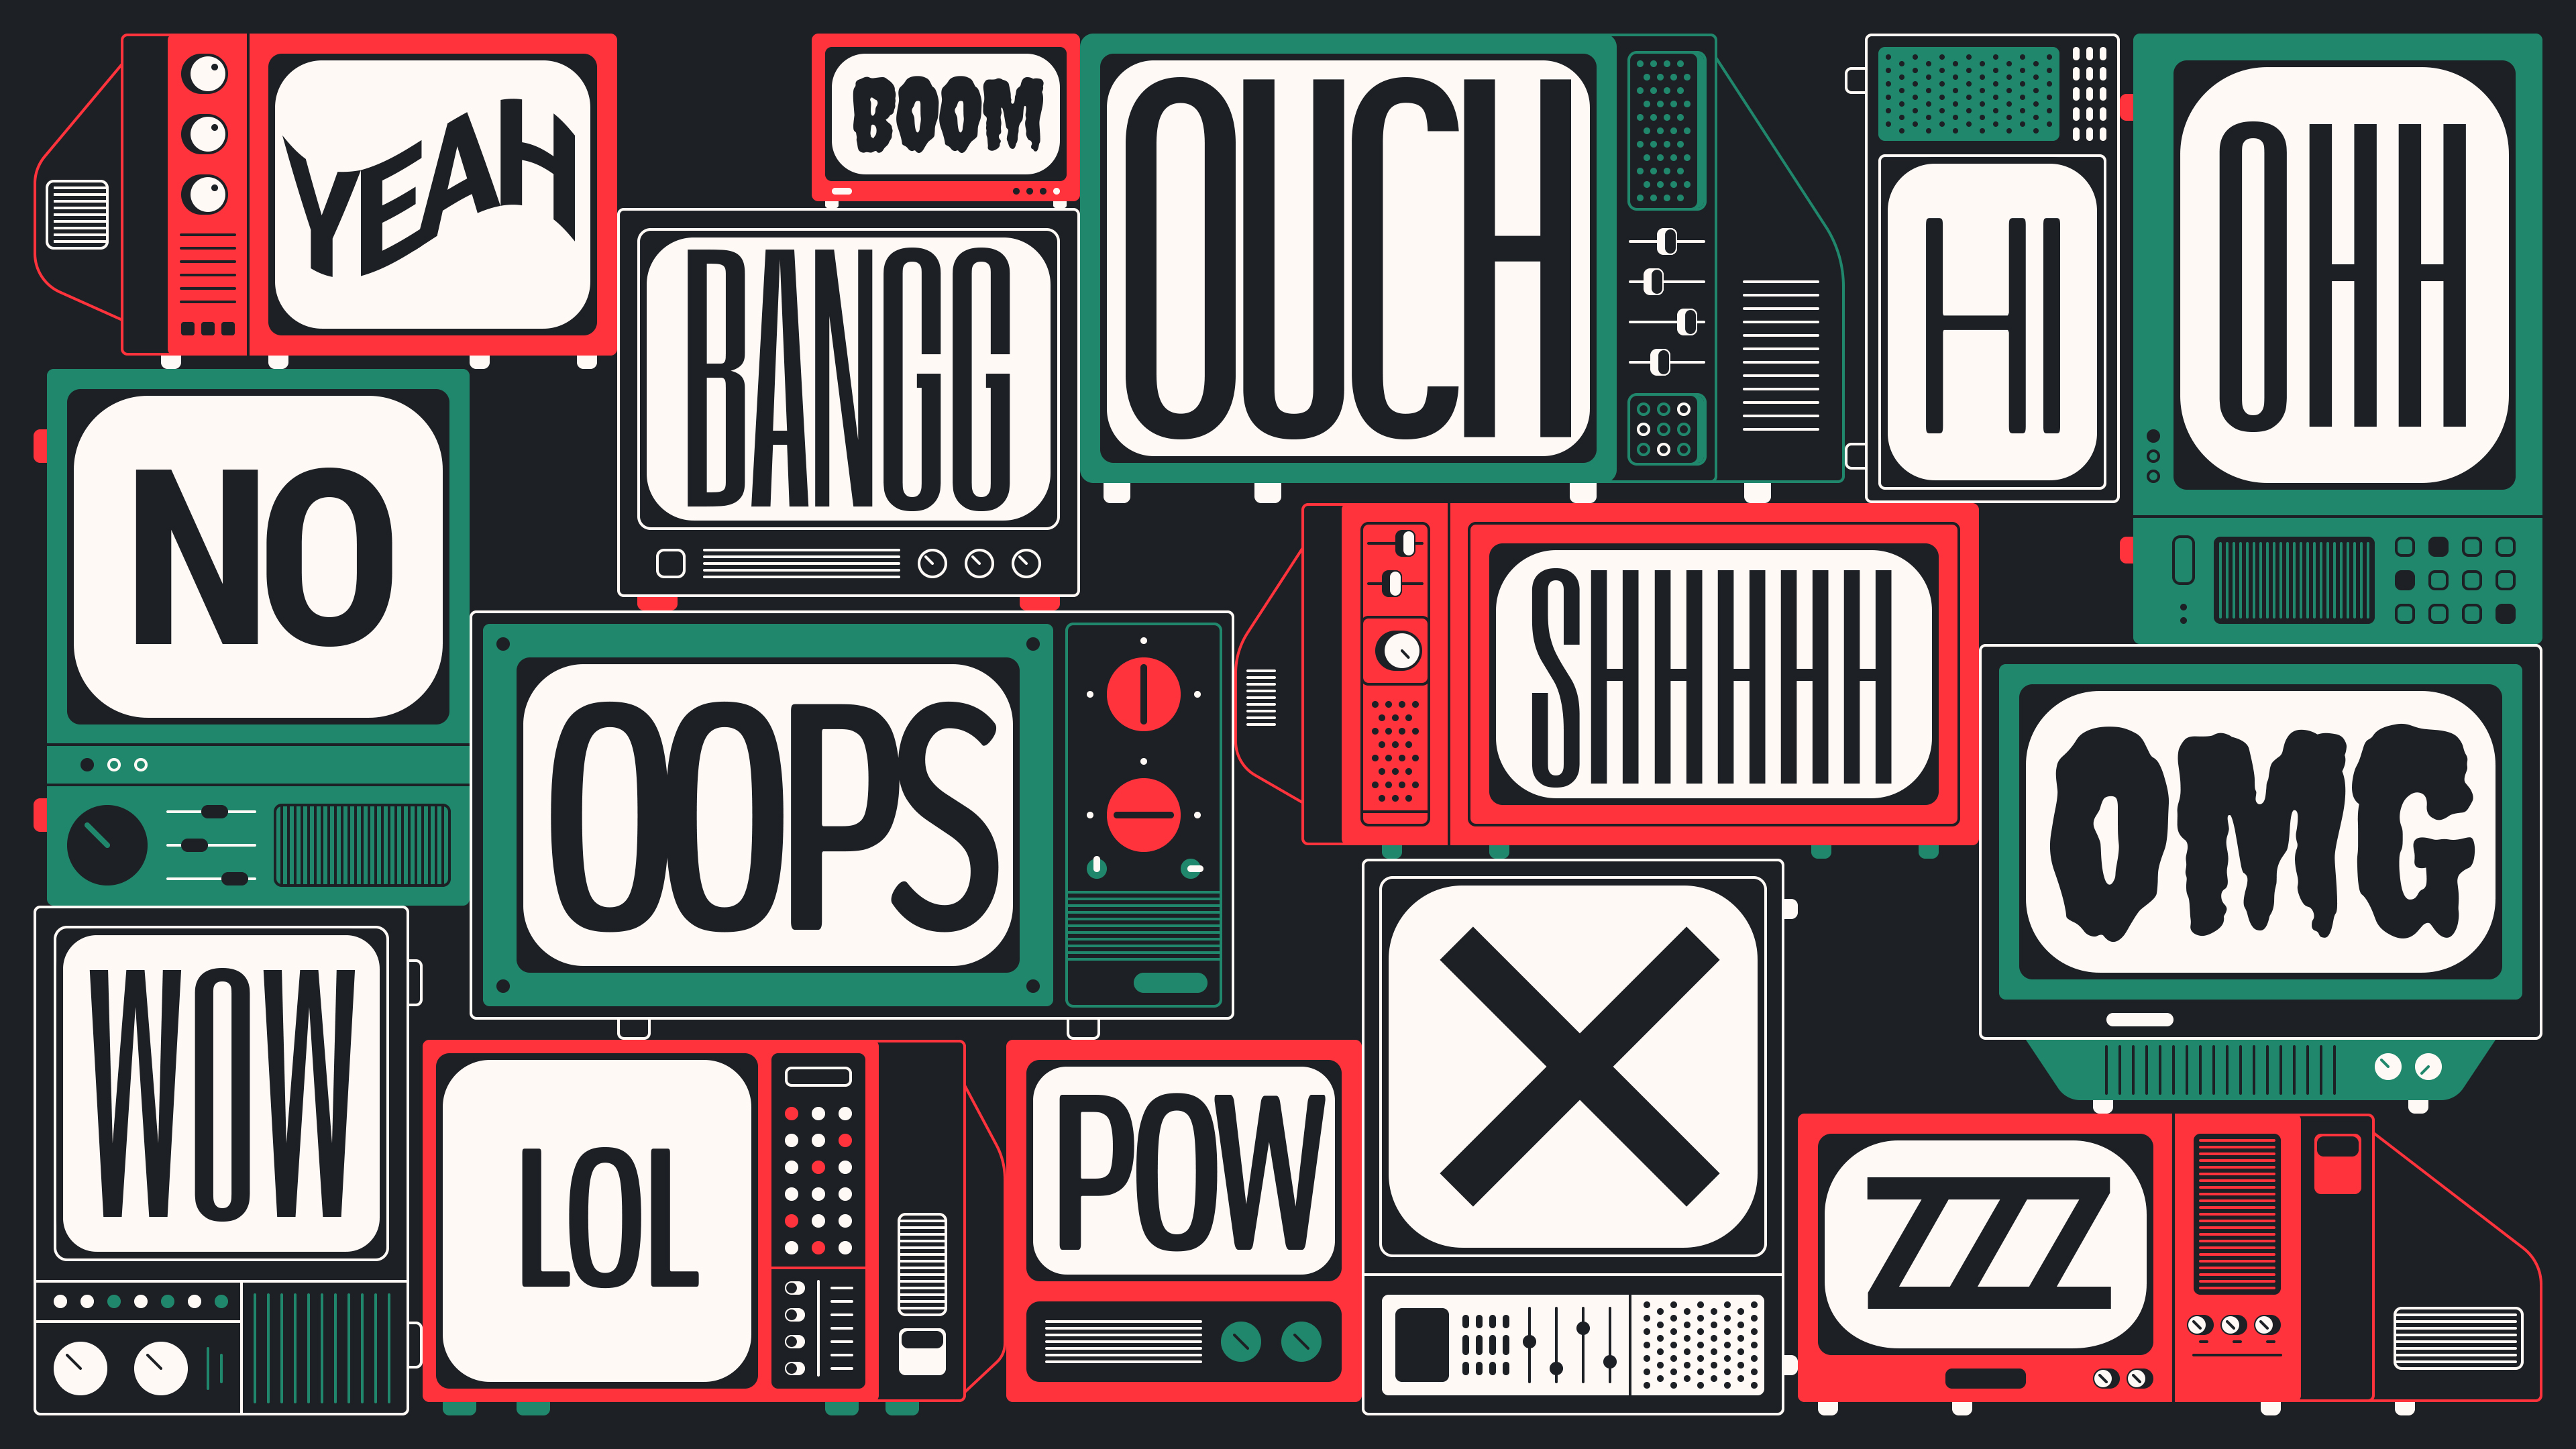 YEAH
BOOM
OUCH
HI
OHH
BANGG
NO
SHHHHH
OOPS
OMG
X
WOW
LOL
POW
ZZZ